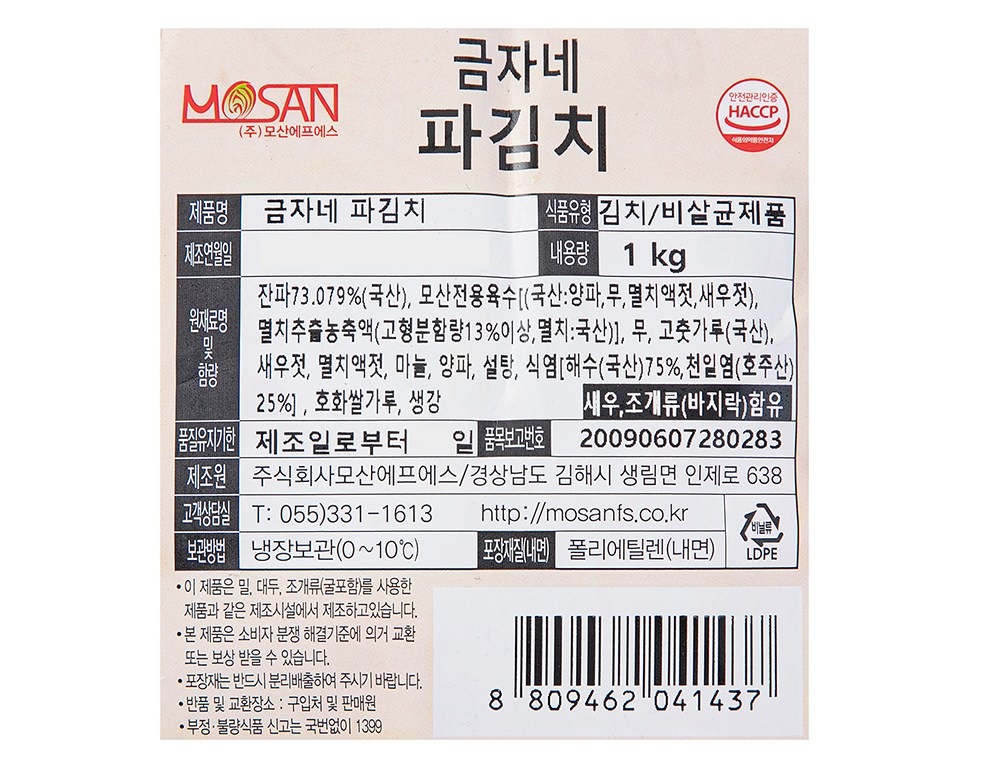 금자네
파김치
MOSAN
(주)모산에프에스
안전관리인증
HACCP
식품의약품안전처
제품명 금자네 파김치 식품유형 김치/비살균제품
제조연월일 내용량 1 kg
원재료명 및 함량
잔파73.079%(국산), 모산전용육수[(국산:양파,무,멸치액젓,새우젓),
멸치추출농축액(고형분함량13%이상,멸치:국산)], 무, 고춧가루(국산),
새우젓, 멸치액젓, 마늘, 양파, 설탕, 식염[해수(국산)75%,천일염(호주산)
25%] , 호화쌀가루, 생강
새우,조개류(바지락)함유
품질유지기한 제조일로부터 일 품목보고번호 20090607280283
제조원 주식회사모산에프에스/경상남도 김해시 생림면 인제로 638
고객상담실 T: 055)331-1613 http://mosanfs.co.kr
보관방법 냉장보관(0~10℃) 포장재질(내면) 폴리에틸렌(내면)
비닐류
LDPE
•이 제품은 밀, 대두, 조개류(굴포함)를 사용한
제품과 같은 제조시설에서 제조하고있습니다.
•본 제품은 소비자 분쟁 해결기준에 의거 교환
또는 보상 받을 수 있습니다.
•포장재는 반드시 분리배출하여 주시기 바랍니다.
•반품 및 교환장소 : 구입처 및 판매원
•부정·불량식품 신고는 국번없이 1399
8 809462 041437